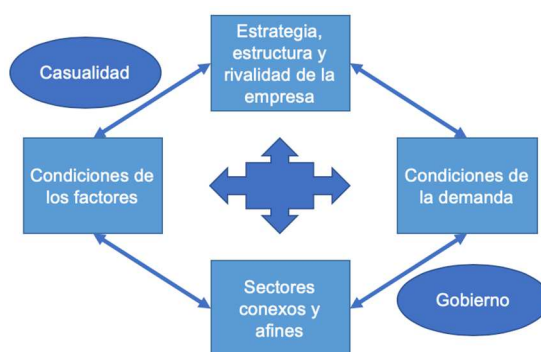 Estrategia,
estructura y
rivalidad de la
empresa
Casualidad
Condiciones de
los factores
Condiciones de
la demanda
Sectores
conexos y
afines
Gobierno